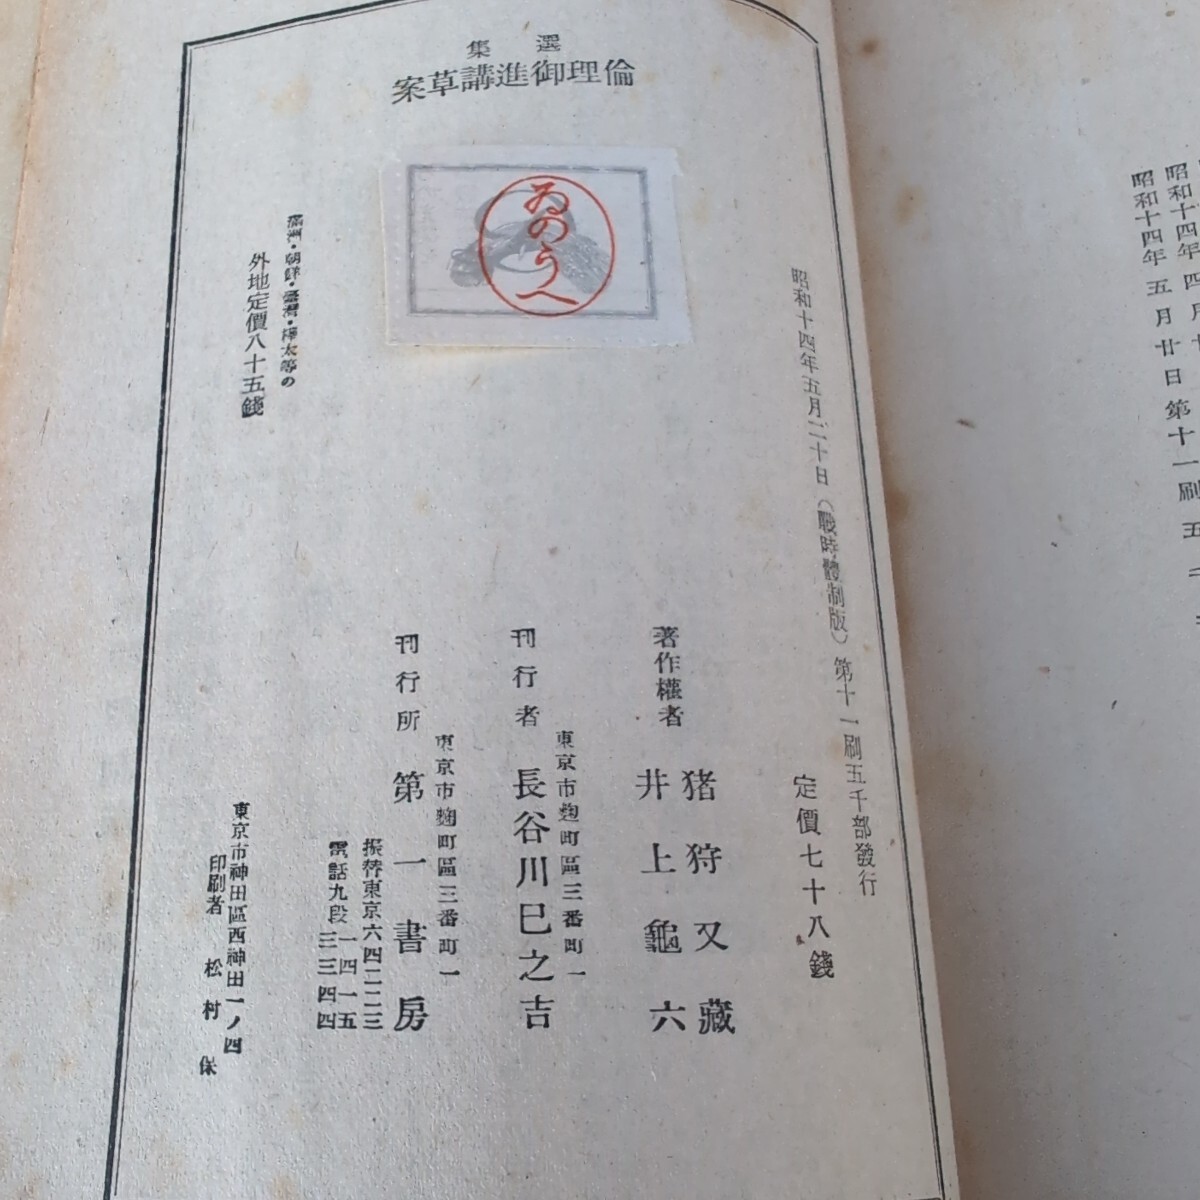 昭和十四年四月
昭和十四年五月廿日第十一刷五千
選集
倫理御進講草案
ゐのうへ
昭和十四年五月二十日（戰時體制版）第十一刷五千部發行
定價七十八錢
著作權者
猪狩又藏
井上龜六
東京市麴町區三番町一
刊行者 長谷川巳之吉
東京市麴町區三番町一
刊行所 第一書房
振替東京六四二二三
電話九段一四一五
三三四四
滿洲・朝鮮・臺灣・樺太等の
外地定價八十五錢
東京市神田區西神田一ノ四
印刷者 松村保